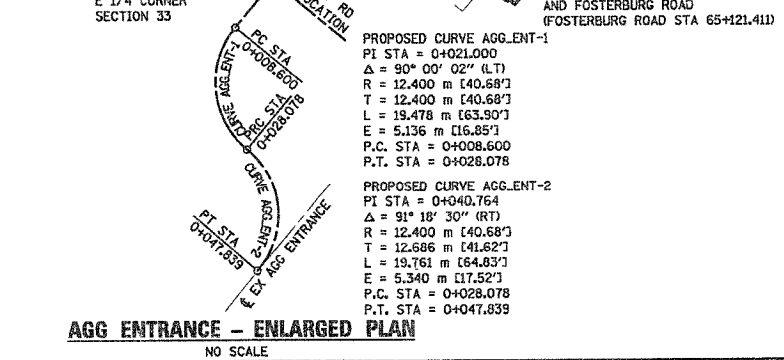 E 1/4 CORNER
SECTION 33
RD
LOCATION
AND FOSTERBURG ROAD
(FOSTERBURG ROAD STA 65+121.411)
PC STA
0+008.600
CURVE AGG_ENT-1
PRC STA
0+028.078
CURVE AGG_ENT-2
PT STA
0+047.839
℄ EX AGG ENTRANCE
PROPOSED CURVE AGG_ENT-1
PI STA = 0+021.000
Δ = 90° 00' 02" (LT)
R = 12.400 m [40.68']
T = 12.400 m [40.68']
L = 19.478 m [63.90']
E = 5.136 m [16.85']
P.C. STA = 0+008.600
P.T. STA = 0+028.078
PROPOSED CURVE AGG_ENT-2
PI STA = 0+040.764
Δ = 91° 18' 30" (RT)
R = 12.400 m [40.68']
T = 12.686 m [41.62']
L = 19.761 m [64.83']
E = 5.340 m [17.52']
P.C. STA = 0+028.078
P.T. STA = 0+047.839
AGG ENTRANCE - ENLARGED PLAN
NO SCALE